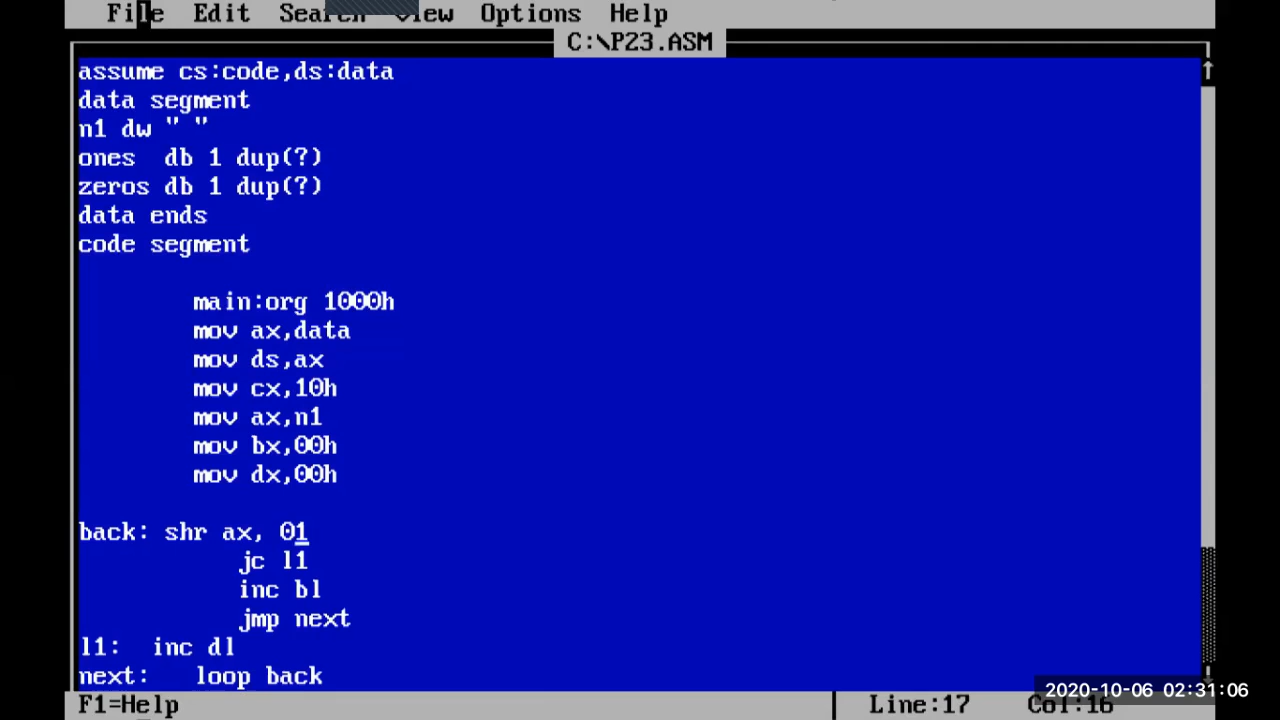 File Edit Search View Options Help
C:\P23.ASM
assume cs:code,ds:data
data segment
n1 dw " "
ones db 1 dup(?)
zeros db 1 dup(?)
data ends
code segment
main:org 1000h
mov ax,data
mov ds,ax
mov cx,10h
mov ax,n1
mov bx,00h
mov dx,00h
back: shr ax, 01
jc l1
inc bl
jmp next
l1: inc dl
next: loop back
F1=Help
Line:17 Col:16
2020-10-06 02:31:06